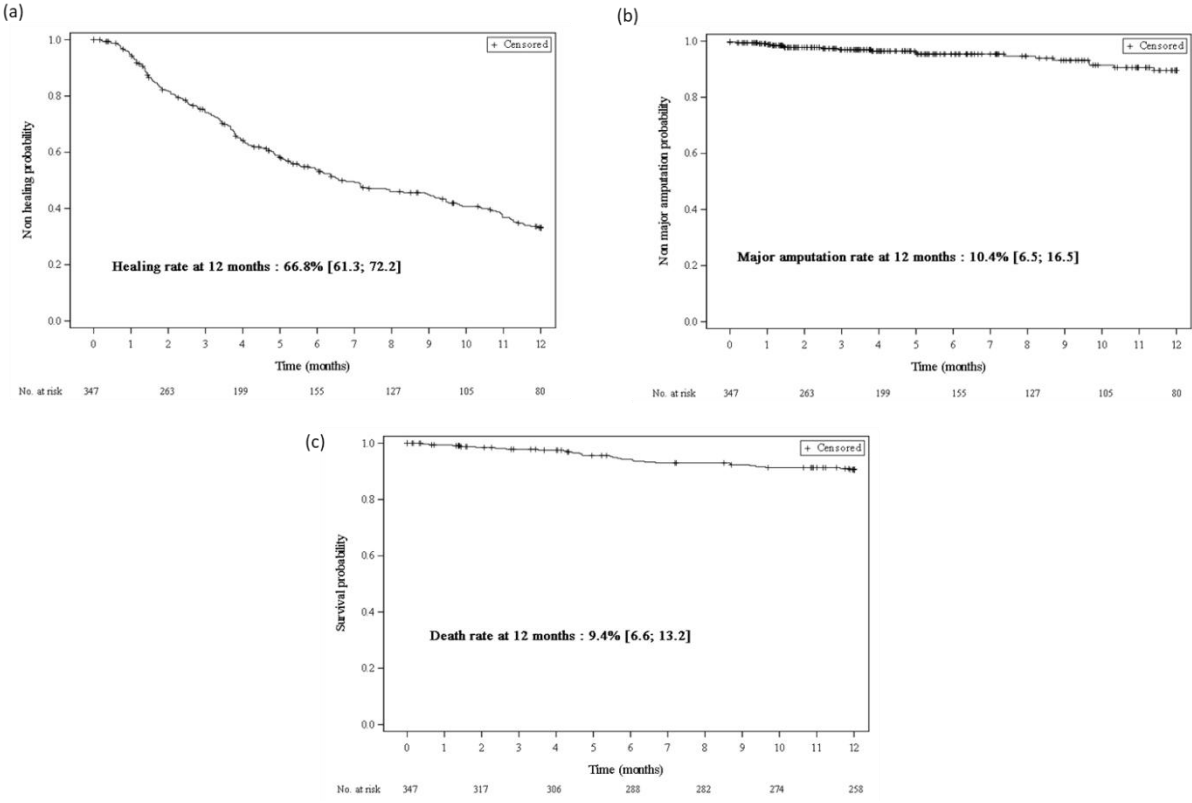 (a)
+ Censored
Non healing probability
1.0
0.8
0.6
0.4
0.2
0.0
Healing rate at 12 months : 66.8% [61.3; 72.2]
0 1 2 3 4 5 6 7 8 9 10 11 12
Time (months)
No. at risk 347 263 199 155 127 105 80
(b)
+ Censored
Non major amputation probability
1.0
0.8
0.6
0.4
0.2
0.0
Major amputation rate at 12 months : 10.4% [6.5; 16.5]
0 1 2 3 4 5 6 7 8 9 10 11 12
Time (months)
No. at risk 347 263 199 155 127 105 80
(c)
+ Censored
Survival probability
1.0
0.8
0.6
0.4
0.2
0.0
Death rate at 12 months : 9.4% [6.6; 13.2]
0 1 2 3 4 5 6 7 8 9 10 11 12
Time (months)
No. at risk 347 317 306 288 282 274 258